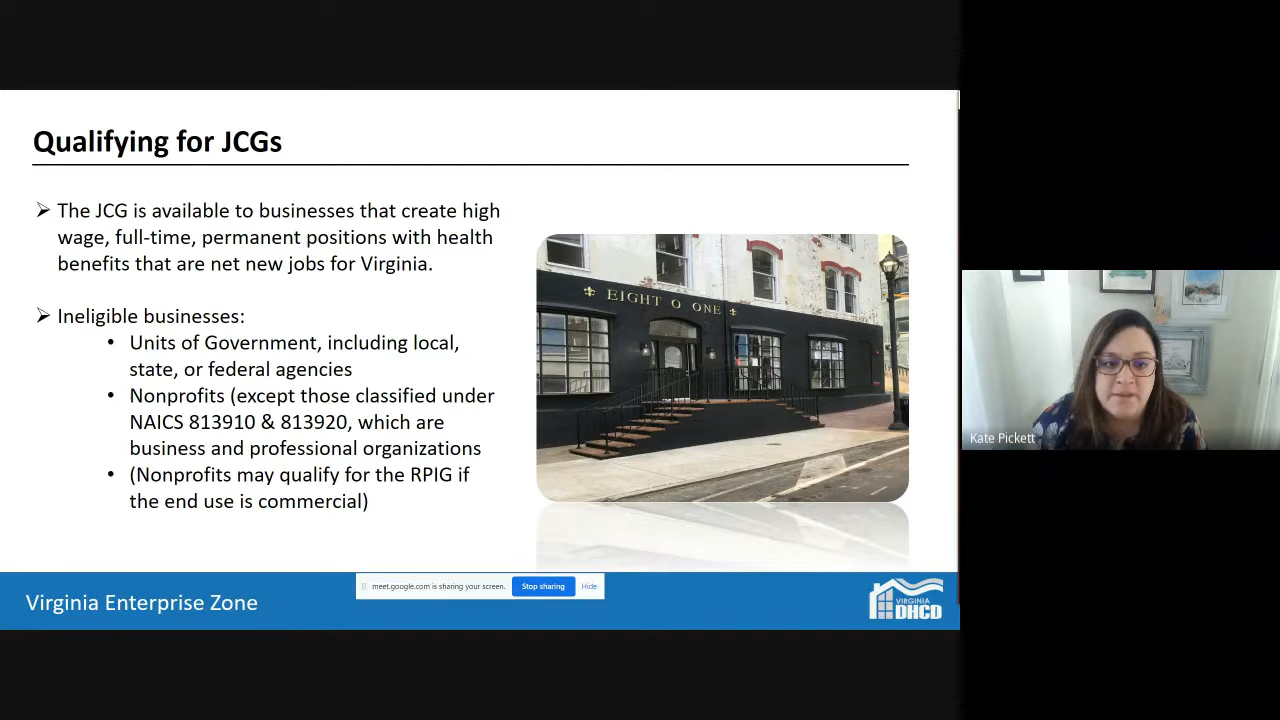 Qualifying for JCGs
➢ The JCG is available to businesses that create high
wage, full-time, permanent positions with health
benefits that are net new jobs for Virginia.
➢ Ineligible businesses:
• Units of Government, including local,
state, or federal agencies
• Nonprofits (except those classified under
NAICS 813910 & 813920, which are
business and professional organizations
• (Nonprofits may qualify for the RPIG if
the end use is commercial)
EIGHT O ONE
Kate Pickett
meet.google.com is sharing your screen.
Stop sharing
Hide
Virginia Enterprise Zone
VIRGINIA
DHCD